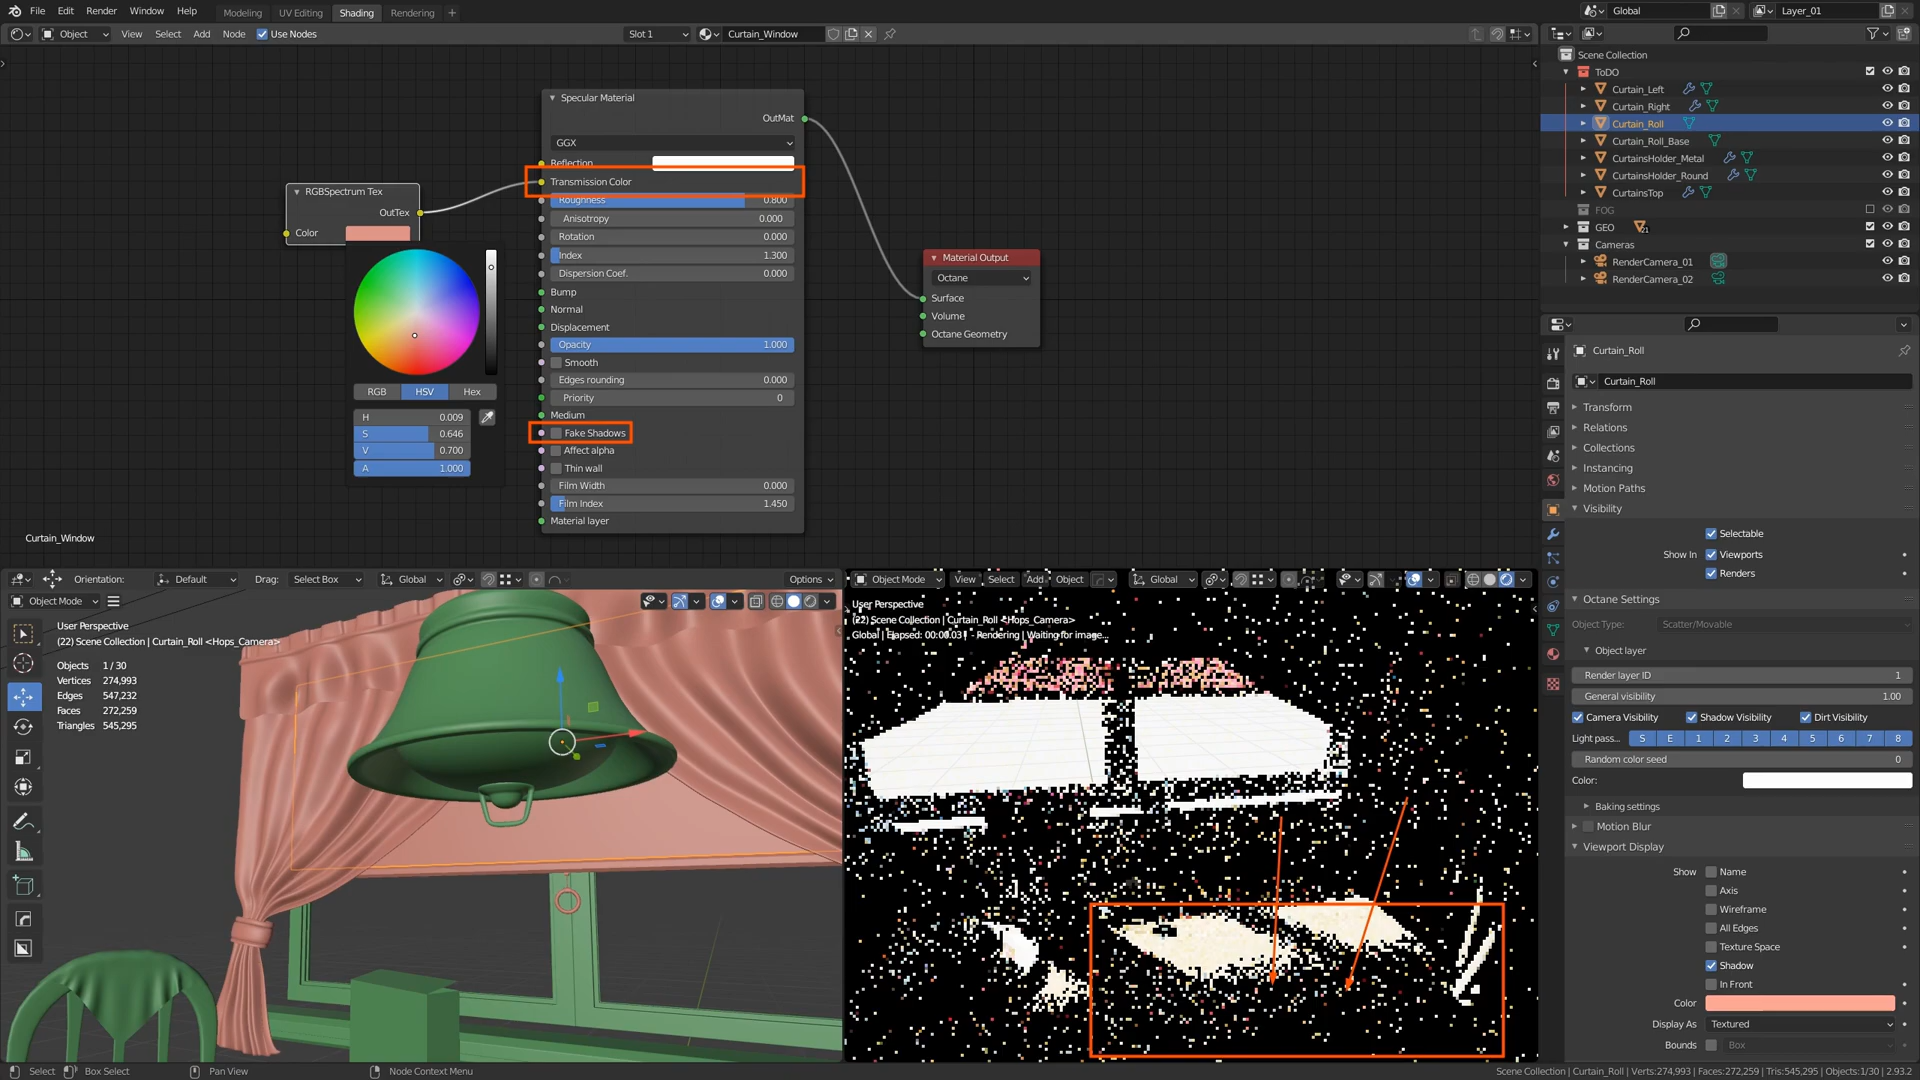 File Edit Render Window Help Modeling UV Editing Shading Rendering + Global Layer_01
Object View Select Add Node Use Nodes Slot 1 Curtain_Window
Specular Material
OutMat
GGX
Reflection
Transmission Color
Roughness 0.800
Anisotropy 0.000
Rotation 0.000
Index 1.300
Dispersion Coef. 0.000
Bump
Normal
Displacement
Opacity 1.000
Smooth
Edges rounding 0.000
Priority 0
Medium
Fake Shadows
Affect alpha
Thin wall
Film Width 0.000
Film Index 1.450
Material layer
RGBSpectrum Tex
OutTex
Color
RGB HSV Hex
H 0.009
S 0.646
V 0.700
A 1.000
Material Output
Octane
Surface
Volume
Octane Geometry
Curtain_Window
Scene Collection
ToDO
Curtain_Left
Curtain_Right
Curtain_Roll
Curtain_Roll_Base
CurtainsHolder_Metal
CurtainsHolder_Round
CurtainsTop
FOG
GEO 21
Cameras
RenderCamera_01
RenderCamera_02
Curtain_Roll
Curtain_Roll
Transform
Relations
Collections
Instancing
Motion Paths
Visibility
Selectable
Show In Viewports
Renders
Octane Settings
Object Type: Scatter/Movable
Object layer
Render layer ID 1
General visibility 1.00
Camera Visibility Shadow Visibility Dirt Visibility
Light pass... S E 1 2 3 4 5 6 7 8
Random color seed 0
Color:
Baking settings
Motion Blur
Viewport Display
Show Name
Axis
Wireframe
All Edges
Texture Space
Shadow
In Front
Color
Display As Textured
Bounds Box
Orientation: Default Drag: Select Box Global Options
Object Mode
User Perspective
(22) Scene Collection | Curtain_Roll <Hops_Camera>
Objects 1 / 30
Vertices 274,993
Edges 547,232
Faces 272,259
Triangles 545,295
Object Mode View Select Add Object Global
User Perspective
(22) Scene Collection | Curtain_Roll <Hops_Camera>
Global | Elapsed: 00:00.03 | - Rendering | Waiting for image...
Select Box Select Pan View Node Context Menu
Scene Collection | Curtain_Roll | Verts:274,993 | Faces:272,259 | Tris:545,295 | Objects:1/30 | 2.93.2